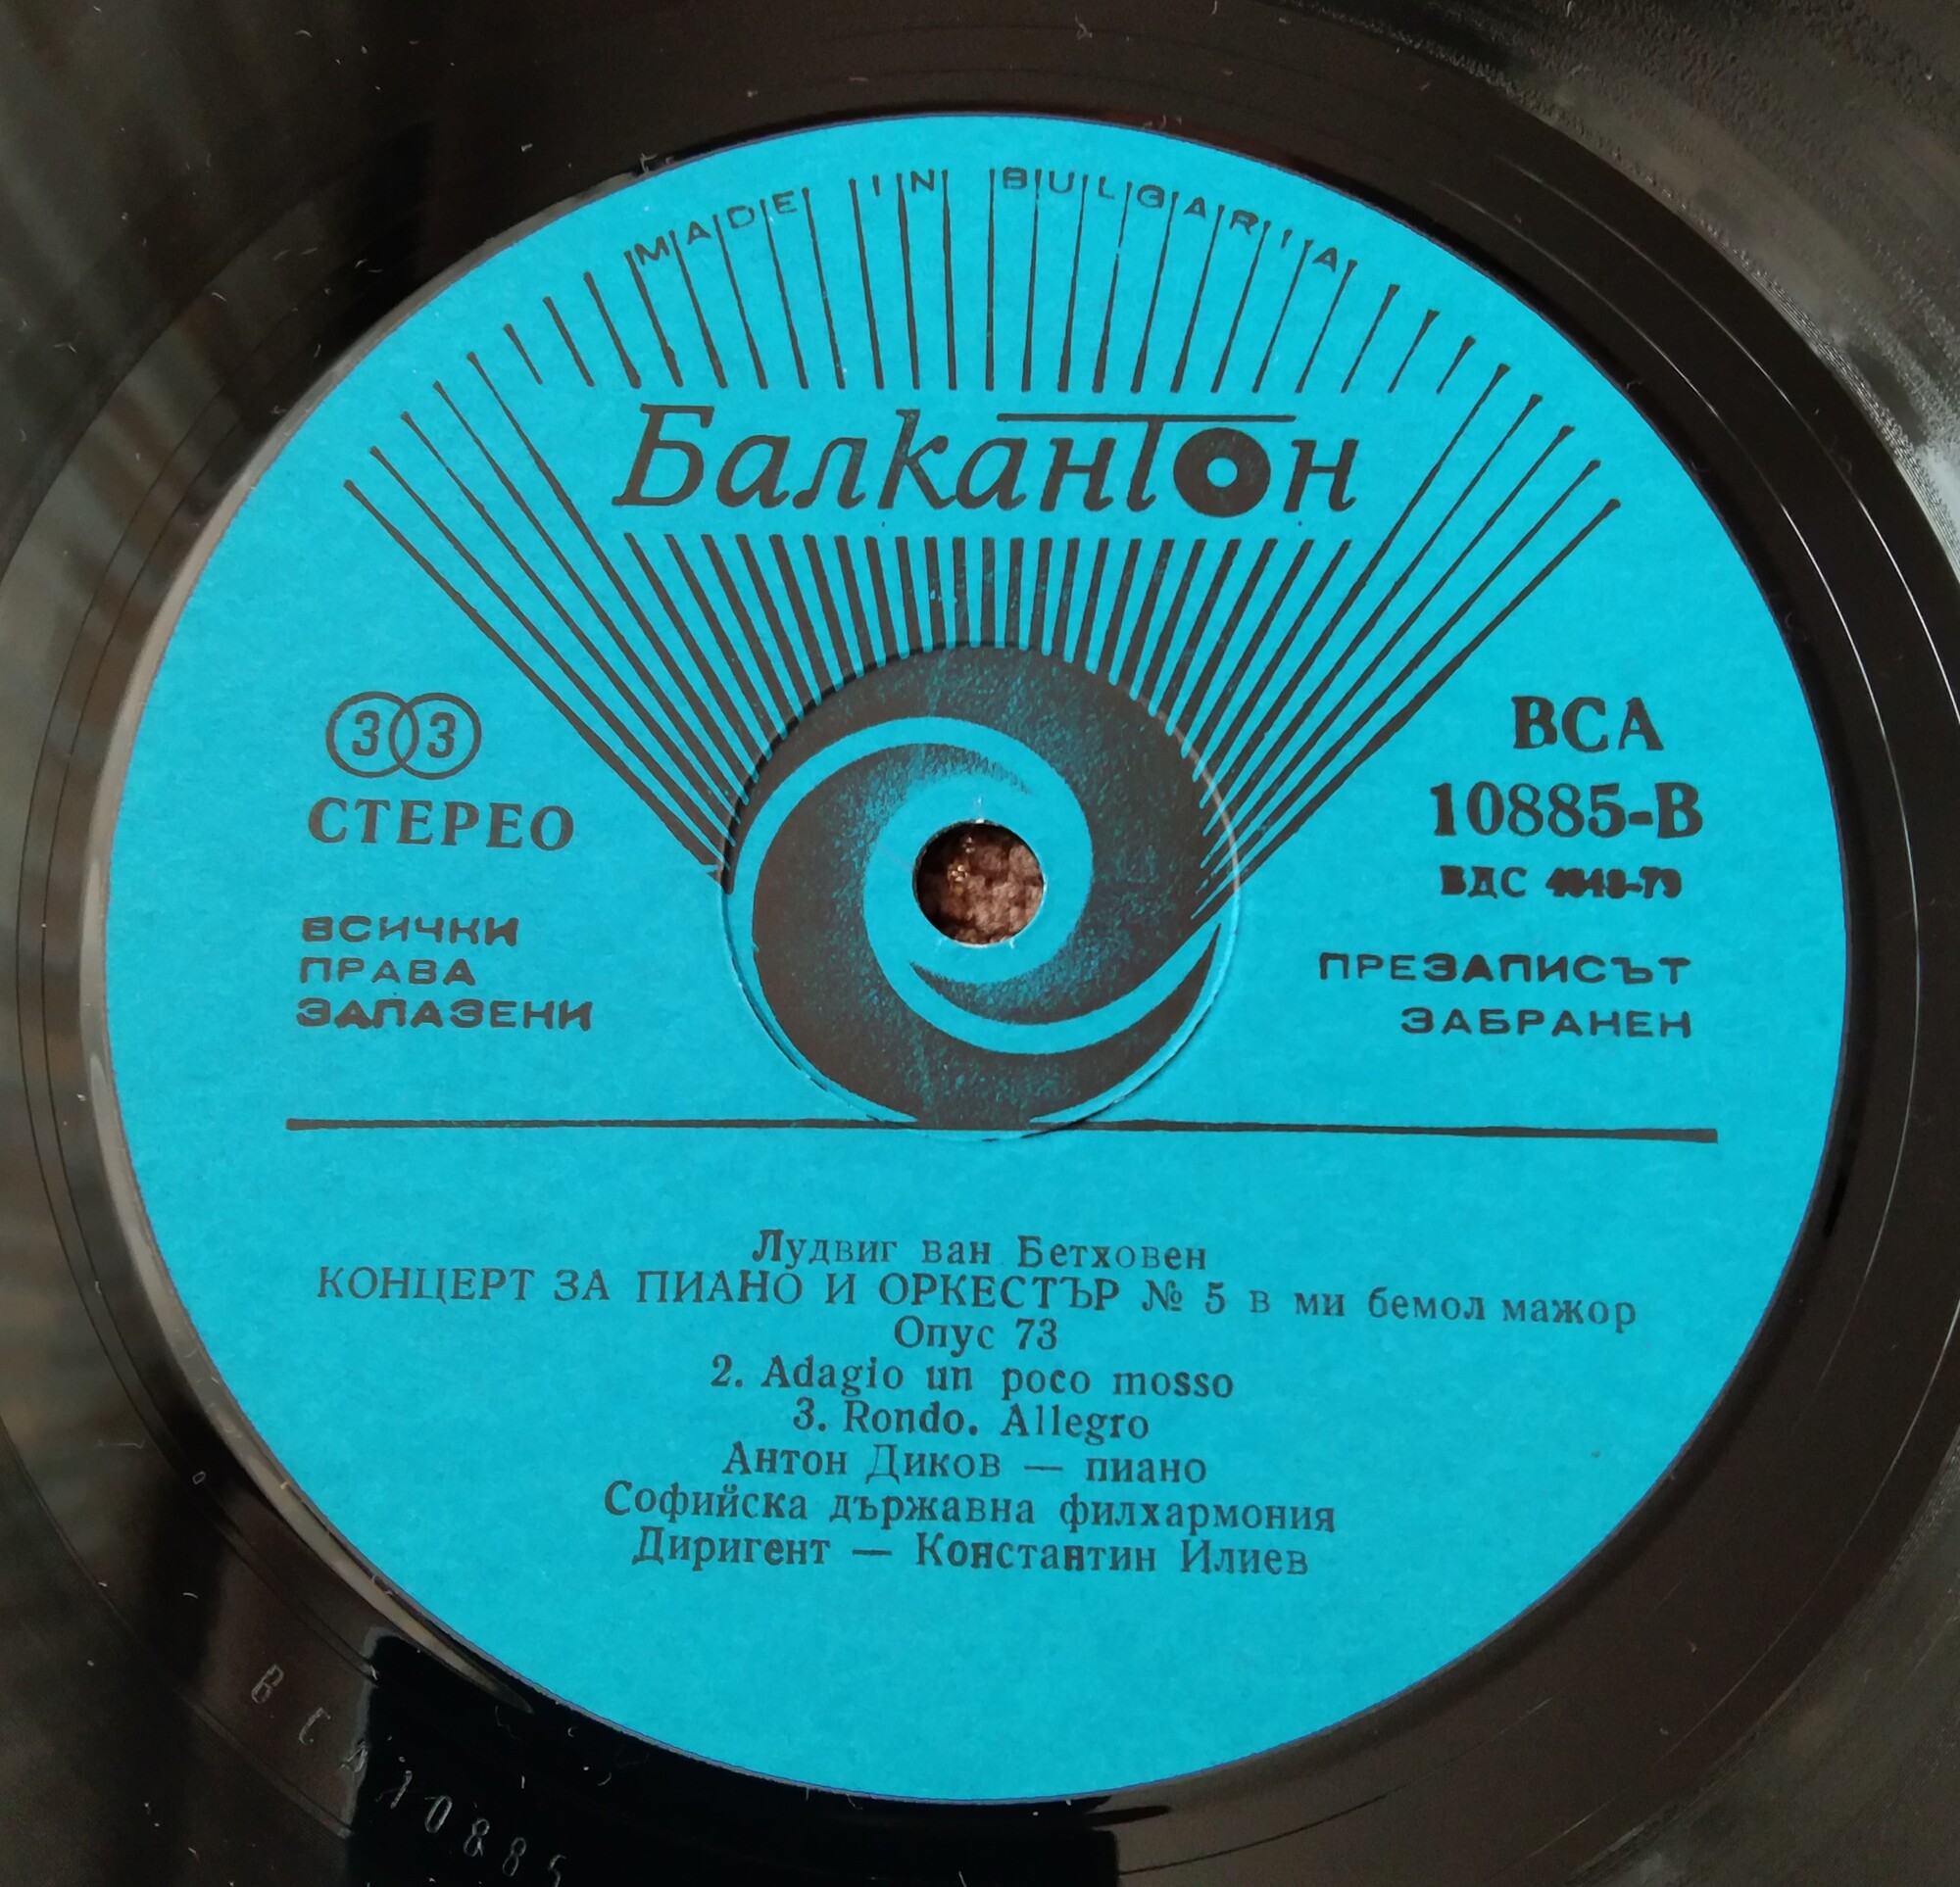 MADE IN BULGARIA
Балкантон
33
СТЕРЕО
ВСИЧКИ
ПРАВА
ЗАПАЗЕНИ
ВСА
10885-В
ВДС
ПРЕЗАПИСЪТ
ЗАБРАНЕН
Лудвиг ван Бетховен
КОНЦЕРТ ЗА ПИАНО И ОРКЕСТЪР № 5 в ми бемол мажор
Опус 73
2. Adagio un poco mosso
3. Rondo. Allegro
Антон Диков — пиано
Софийска държавна филхармония
Диригент — Константин Илиев
ВСА10885